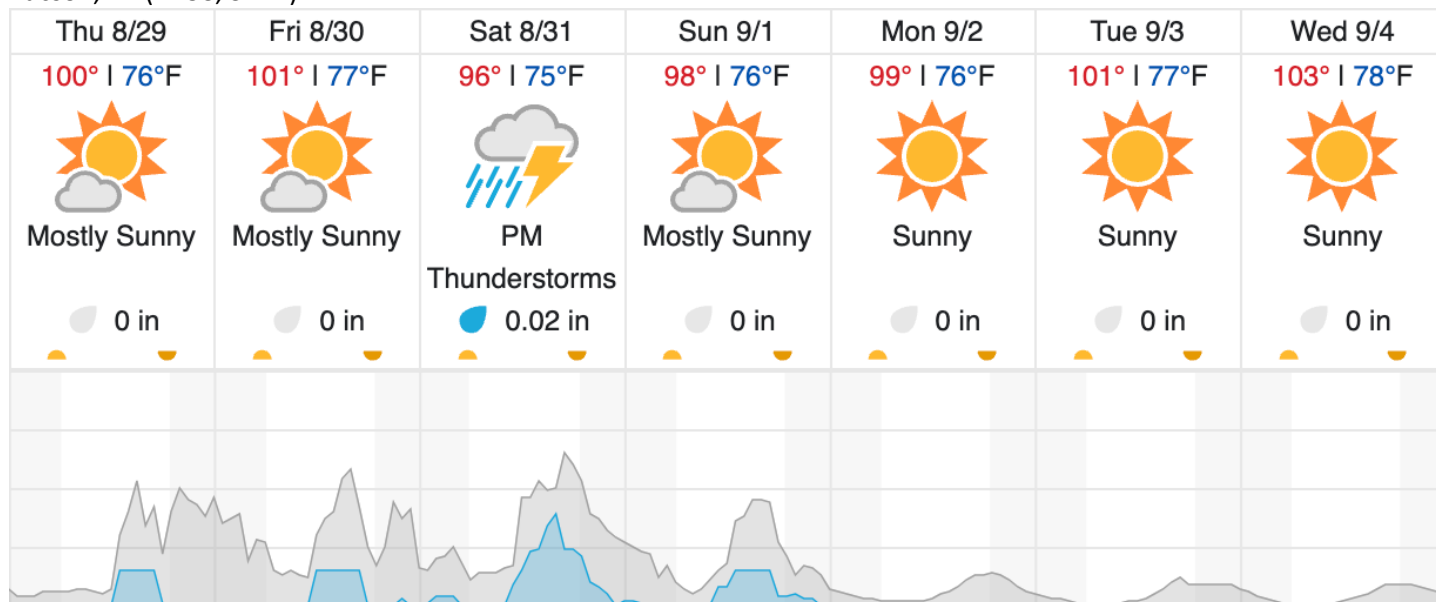 Thu 8/29
Fri 8/30
Sat 8/31
Sun 9/1
Mon 9/2
Tue 9/3
Wed 9/4
100° | 76°F
101° | 77°F
96° | 75°F
98° | 76°F
99° | 76°F
101° | 77°F
103° | 78°F
Mostly Sunny
Mostly Sunny
PM
Thunderstorms
Mostly Sunny
Sunny
Sunny
Sunny
0 in
0 in
0.02 in
0 in
0 in
0 in
0 in